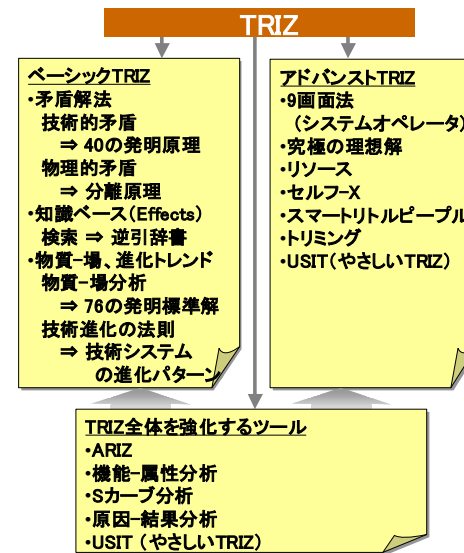 TRIZ
ベーシックTRIZ
・矛盾解法
技術的矛盾
⇒ 40の発明原理
物理的矛盾
⇒ 分離原理
・知識ベース(Effects)
検索 ⇒ 逆引辞書
・物質-場、進化トレンド
物質-場分析
⇒ 76の発明標準解
技術進化の法則
⇒ 技術システム
の進化パターン
アドバンストTRIZ
・9画面法
(システムオペレータ)
・究極の理想解
・リソース
・セルフ-X
・スマートリトルピープル
・トリミング
・USIT(やさしいTRIZ)
TRIZ全体を強化するツール
・ARIZ
・機能-属性分析
・Sカーブ分析
・原因-結果分析
・USIT (やさしいTRIZ)